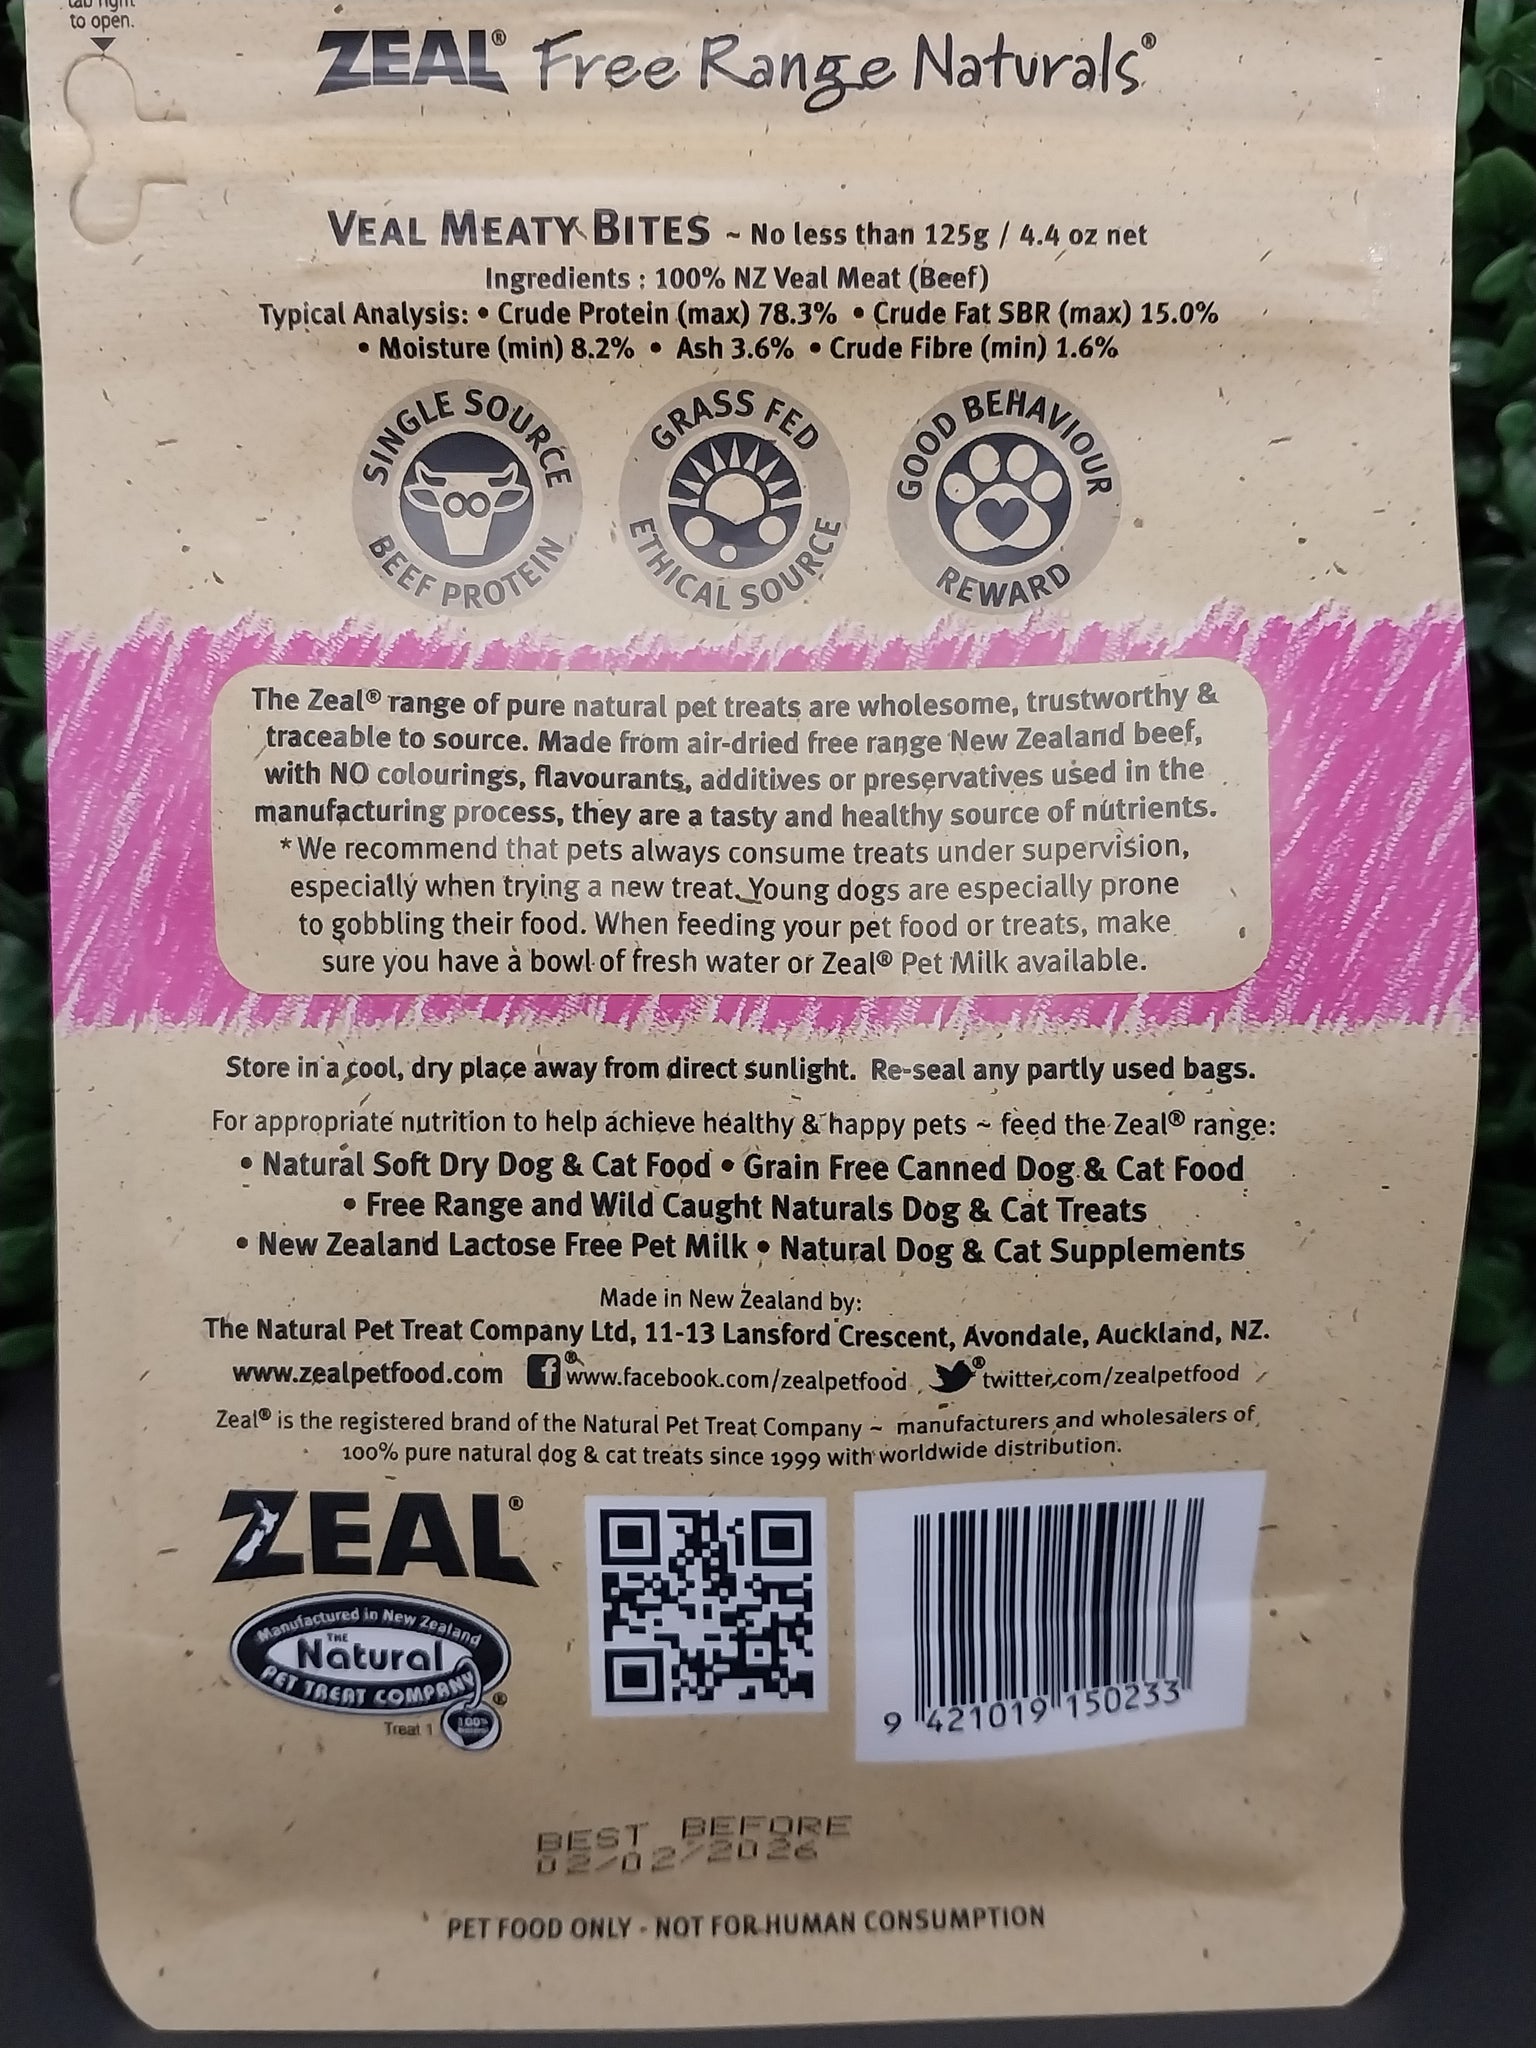 tab right
to open.
ZEAL® Free Range Naturals®
VEAL MEATY BITES ~ No less than 125g / 4.4 oz net
Ingredients : 100% NZ Veal Meat (Beef)
Typical Analysis: • Crude Protein (max) 78.3% • Crude Fat SBR (max) 15.0%
• Moisture (min) 8.2% • Ash 3.6% • Crude Fibre (min) 1.6%
SINGLE SOURCE
BEEF PROTEIN
GRASS FED
ETHICAL SOURCE
GOOD BEHAVIOUR
REWARD
The Zeal® range of pure natural pet treats are wholesome, trustworthy &
traceable to source. Made from air-dried free range New Zealand beef,
with NO colourings, flavourants, additives or preservatives used in the
manufacturing process, they are a tasty and healthy source of nutrients.
*We recommend that pets always consume treats under supervision,
especially when trying a new treat. Young dogs are especially prone
to gobbling their food. When feeding your pet food or treats, make
sure you have a bowl of fresh water or Zeal® Pet Milk available.
Store in a cool, dry place away from direct sunlight. Re-seal any partly used bags.
For appropriate nutrition to help achieve healthy & happy pets ~ feed the Zeal® range:
• Natural Soft Dry Dog & Cat Food • Grain Free Canned Dog & Cat Food
• Free Range and Wild Caught Naturals Dog & Cat Treats
• New Zealand Lactose Free Pet Milk • Natural Dog & Cat Supplements
Made in New Zealand by:
The Natural Pet Treat Company Ltd, 11-13 Lansford Crescent, Avondale, Auckland, NZ.
www.zealpetfood.com f® www.facebook.com/zealpetfood ® twitter.com/zealpetfood
Zeal® is the registered brand of the Natural Pet Treat Company ~ manufacturers and wholesalers of
100% pure natural dog & cat treats since 1999 with worldwide distribution.
ZEAL®
Manufactured in New Zealand
THE
Natural
PET TREAT COMPANY®
Treat 1
100%
9 421019 150233
BEST BEFORE
02/02/2026
PET FOOD ONLY - NOT FOR HUMAN CONSUMPTION